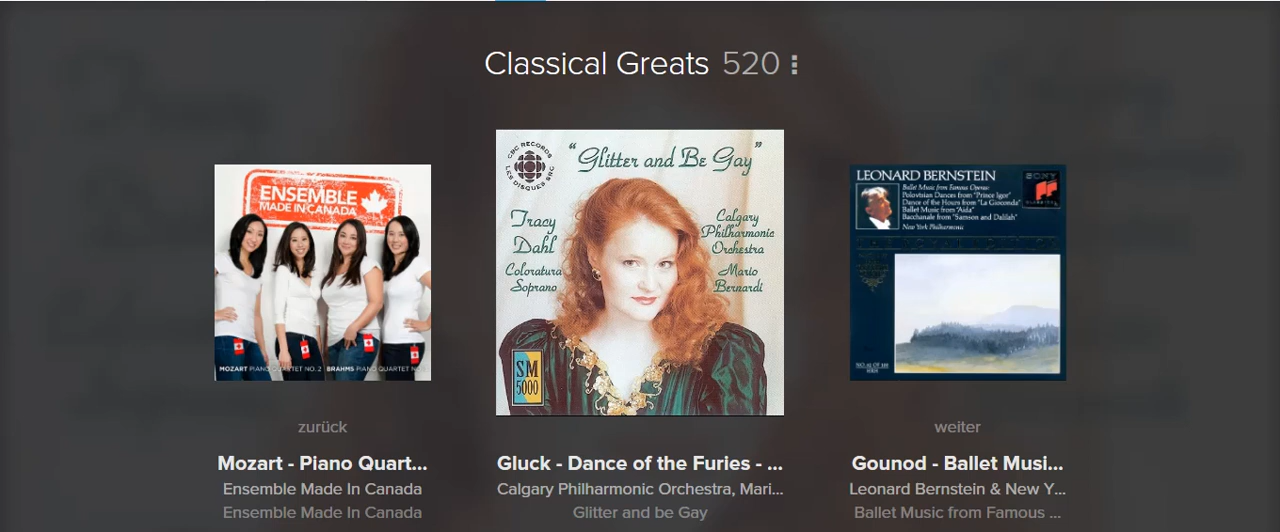 Classical Greats 520
ENSEMBLE
MADE IN CANADA
MOZART PIANO QUARTET NO. 2 BRAHMS PIANO QUARTET NO.
CBC RECORDS
LES DISQUES SRC
"Glitter and Be Gay"
Tracy
Dahl
Coloratura
Soprano
Calgary
Philharmonic
Orchestra
Mario
Bernardi
SM
5000
LEONARD BERNSTEIN
Ballet Music from Famous Operas:
Polovtsian Dances from "Prince Igor"
Dance of the Hours from "La Gioconda"
Ballet Music from "Aida"
Bacchanale from "Samson and Dalilah"
New York Philharmonic
SONY
CLASSICAL
zurück
weiter
Mozart - Piano Quart...
Ensemble Made In Canada
Ensemble Made In Canada
Gluck - Dance of the Furies - ...
Calgary Philharmonic Orchestra, Mari...
Glitter and be Gay
Gounod - Ballet Musi...
Leonard Bernstein & New Y...
Ballet Music from Famous ...